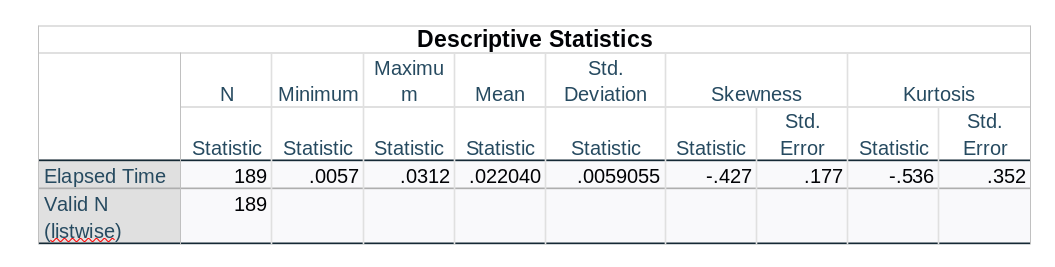 Descriptive Statistics
N Minimum Maximu
m Mean Std.
Deviation Skewness Kurtosis
Statistic Statistic Statistic Statistic Statistic Statistic Std.
Error Statistic Std.
Error
Elapsed Time 189 .0057 .0312 .022040 .0059055 -.427 .177 -.536 .352
Valid N 189
(listwise)